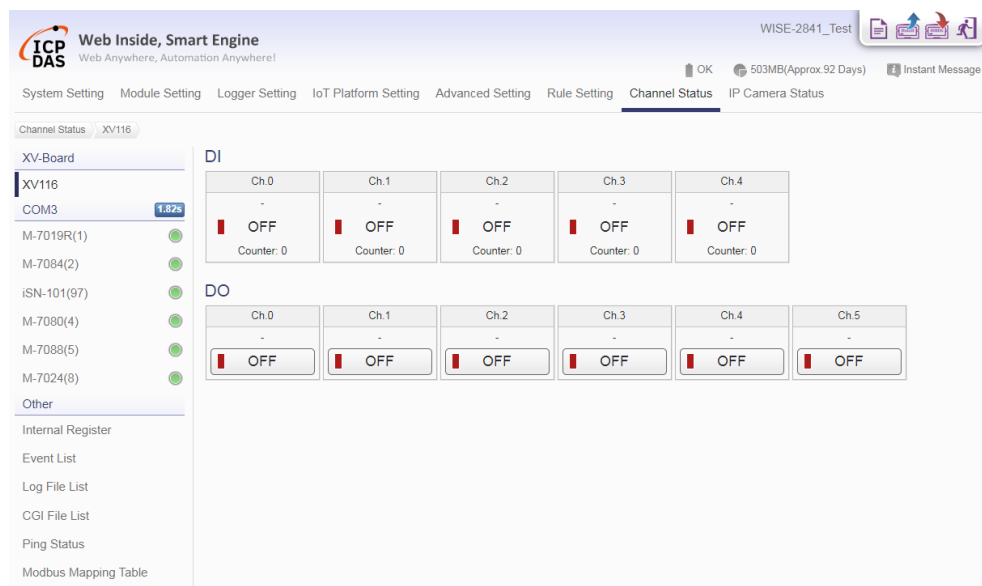 WISE-2841_Test
ICP DAS
Web Inside, Smart Engine
Web Anywhere, Automation Anywhere!
OK 503MB(Approx.92 Days) Instant Message
System Setting Module Setting Logger Setting IoT Platform Setting Advanced Setting Rule Setting Channel Status IP Camera Status
Channel Status XV116
XV-Board
XV116
COM3 1.82s
M-7019R(1)
M-7084(2)
iSN-101(97)
M-7080(4)
M-7088(5)
M-7024(8)
Other
Internal Register
Event List
Log File List
CGI File List
Ping Status
Modbus Mapping Table
DI
Ch.0 Ch.1 Ch.2 Ch.3 Ch.4
- - - - -
OFF OFF OFF OFF OFF
Counter: 0 Counter: 0 Counter: 0 Counter: 0 Counter: 0
DO
Ch.0 Ch.1 Ch.2 Ch.3 Ch.4 Ch.5
- - - - - -
OFF OFF OFF OFF OFF OFF